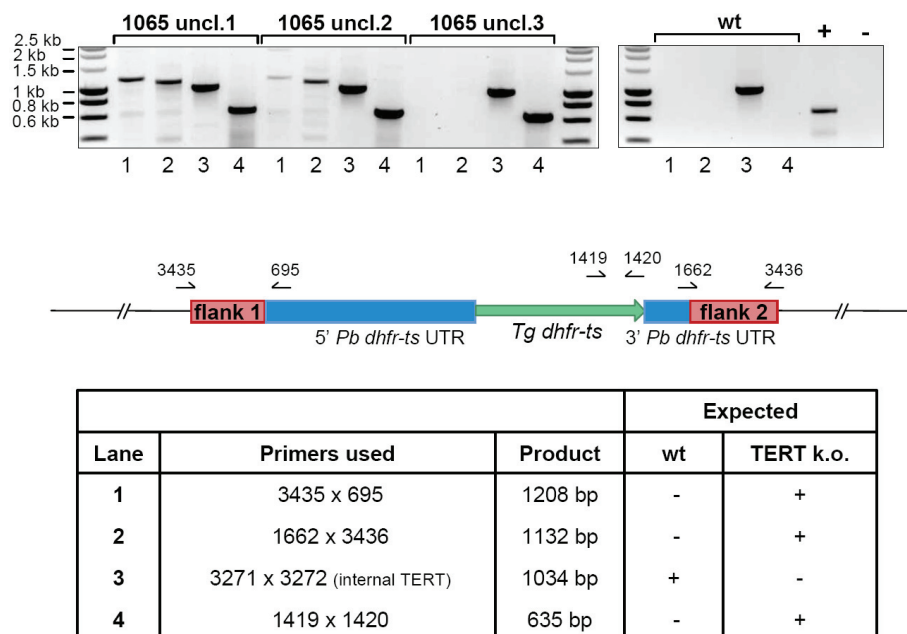 1065 uncl.1 1065 uncl.2 1065 uncl.3 wt + -
2.5 kb
2 kb
1.5 kb
1 kb
0.8 kb
0.6 kb
1 2 3 4 1 2 3 4 1 2 3 4 1 2 3 4
3435 695 1419 1420 1662 3436
flank 1 flank 2
5' Pb dhfr-ts UTR Tg dhfr-ts 3' Pb dhfr-ts UTR
Expected
Lane Primers used Product wt TERT k.o.
1 3435 x 695 1208 bp - +
2 1662 x 3436 1132 bp - +
3 3271 x 3272 (internal TERT) 1034 bp + -
4 1419 x 1420 635 bp - +